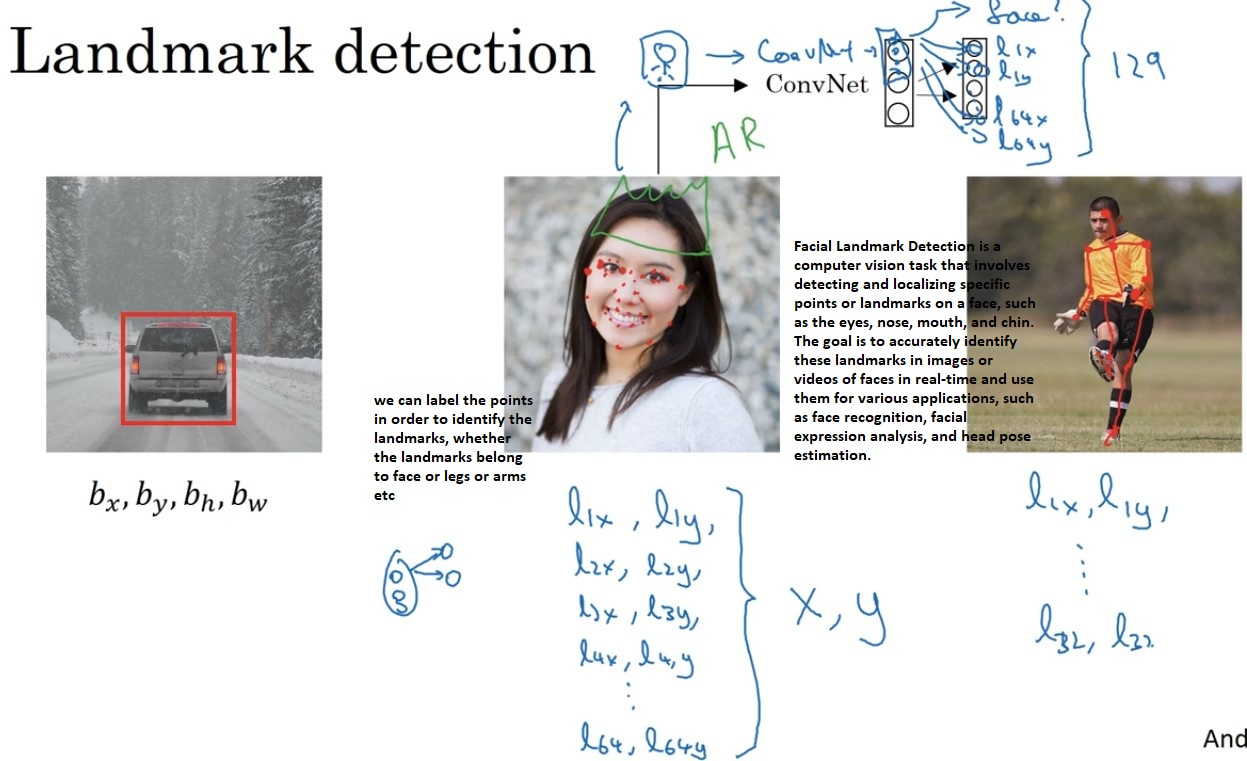 Landmark detection
face?
ConvNet
ConvNet
l1x
l1y
l64x
l64y
129
AR
Facial Landmark Detection is a
computer vision task that involves
detecting and localizing specific
points or landmarks on a face, such
as the eyes, nose, mouth, and chin.
The goal is to accurately identify
these landmarks in images or
videos of faces in real-time and use
them for various applications, such
as face recognition, facial
expression analysis, and head pose
estimation.
we can label the points
in order to identify the
landmarks, whether
the landmarks belong
to face or legs or arms
etc
bx, by, bh, bw
l1x, l1y,
l2x, l2y,
l3x, l3y,
l4x, l4,y
⋮
l64, l64y
x, y
l1x, l1y,
⋮
l32, l32
And